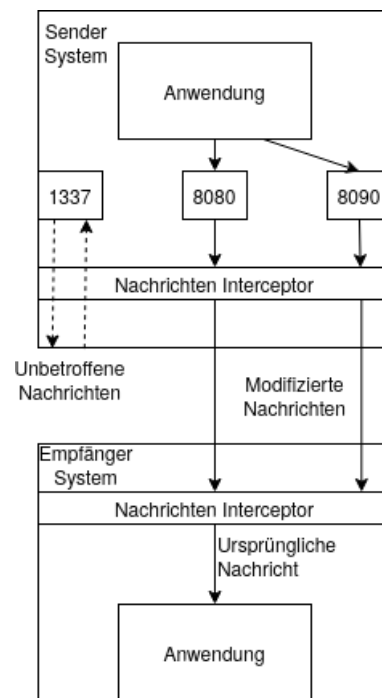 Sender
System
Anwendung
1337
8080
8090
Nachrichten Interceptor
Unbetroffene
Nachrichten
Modifizierte
Nachrichten
Empfänger
System
Nachrichten Interceptor
Ursprüngliche
Nachricht
Anwendung